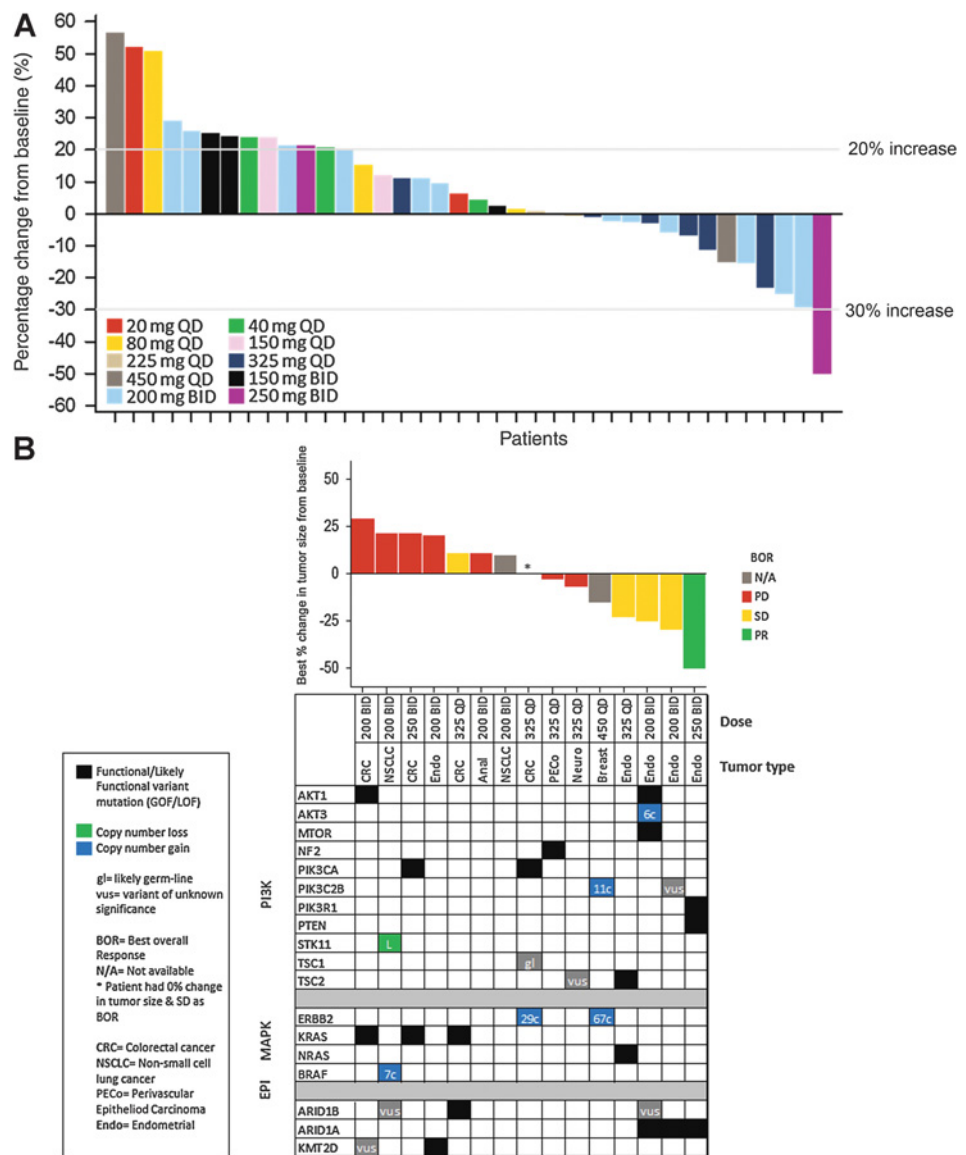 A
Percentage change from baseline (%)
60
50
40
30
20
10
0
-10
-20
-30
-40
-50
-60
20% increase
30% increase
20 mg QD
40 mg QD
80 mg QD
150 mg QD
225 mg QD
325 mg QD
450 mg QD
150 mg BID
200 mg BID
250 mg BID
Patients
B
Best % change in tumor size from baseline
50
25
0
-25
-50
*
BOR
N/A
PD
SD
PR
200 BID
200 BID
250 BID
200 BID
325 QD
200 BID
200 BID
325 QD
325 QD
325 QD
450 QD
325 QD
200 BID
200 BID
250 BID
Dose
CRC
NSCLC
CRC
Endo
CRC
Anal
NSCLC
CRC
PECo
Neuro
Breast
Endo
Endo
Endo
Endo
Tumor type
Functional/Likely
Functional variant
mutation (GOF/LOF)
Copy number loss
Copy number gain
gl= likely germ-line
vus= variant of unknown
significance
BOR= Best overall
Response
N/A= Not available
* Patient had 0% change
in tumor size & SD as
BOR
CRC= Colorectal cancer
NSCLC= Non-small cell
lung cancer
PECo= Perivascular
Epitheliod Carcinoma
Endo= Endometrial
PI3K
AKT1
AKT3 6c
MTOR
NF2
PIK3CA
PIK3C2B 11c vus
PIK3R1
PTEN
STK11 L
TSC1 gl
TSC2 vus
MAPK
ERBB2 29c 67c
KRAS
NRAS
BRAF 7c
EPI
ARID1B vus vus
ARID1A
KMT2D vus